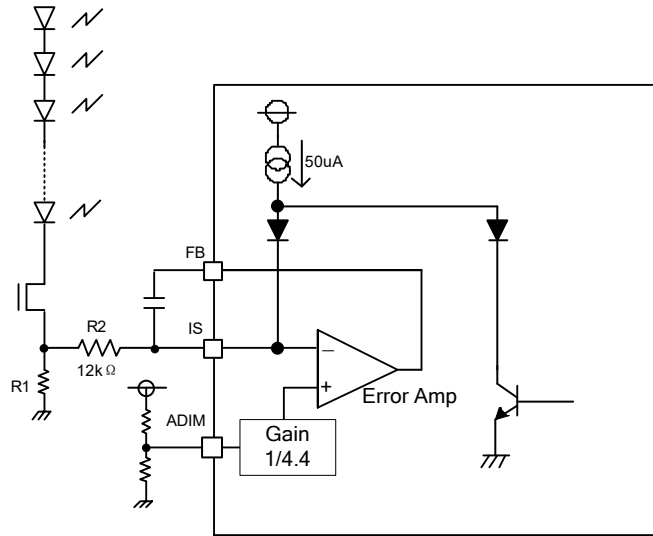 50uA
FB
R2
IS
12kΩ
R1
ADIM
−
+
Error Amp
Gain
1/4.4